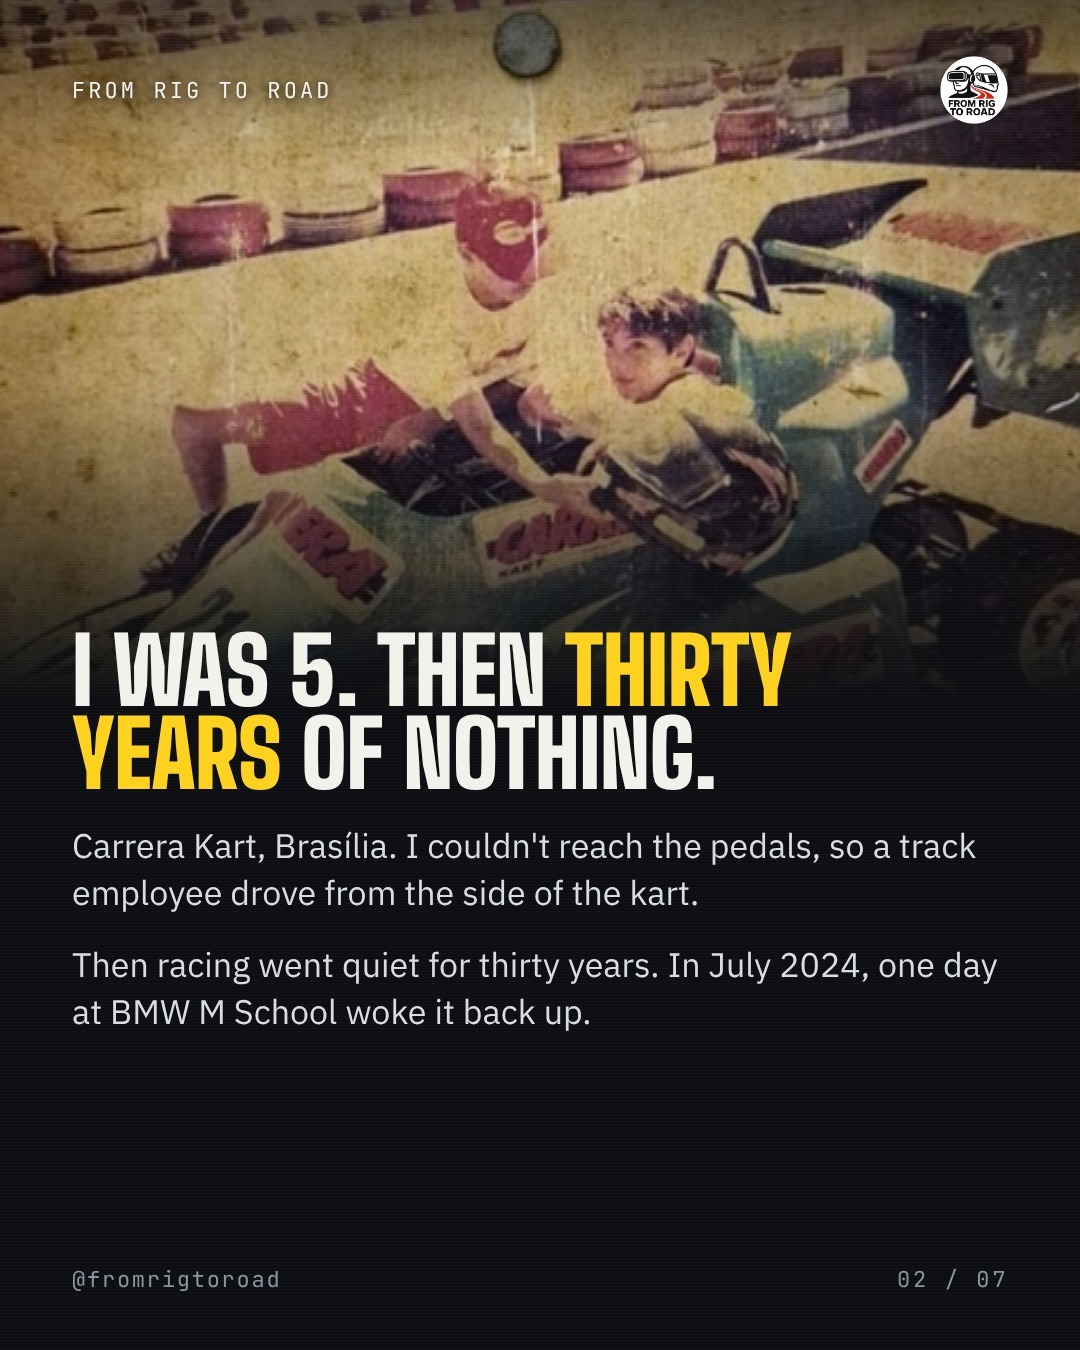 FROM RIG TO ROAD
FROM RIG
TO ROAD
CARRERA
KART
I WAS 5. THEN THIRTY
YEARS OF NOTHING.
Carrera Kart, Brasília. I couldn't reach the pedals, so a track
employee drove from the side of the kart.
Then racing went quiet for thirty years. In July 2024, one day
at BMW M School woke it back up.
@fromrigtoroad
02 / 07